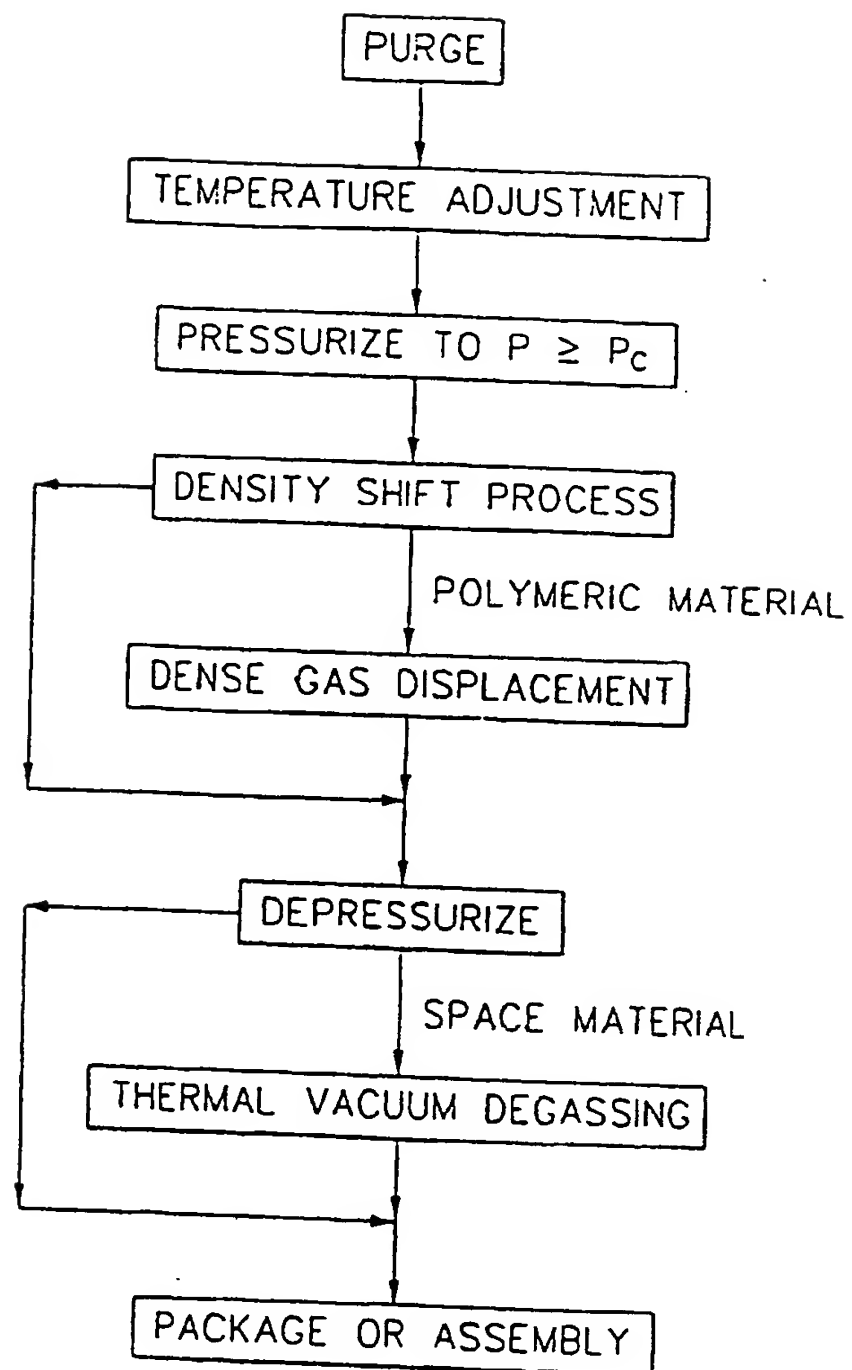 PURGE
TEMPERATURE ADJUSTMENT
PRESSURIZE TO P ≥ Pc
DENSITY SHIFT PROCESS
POLYMERIC MATERIAL
DENSE GAS DISPLACEMENT
DEPRESSURIZE
SPACE MATERIAL
THERMAL VACUUM DEGASSING
PACKAGE OR ASSEMBLY